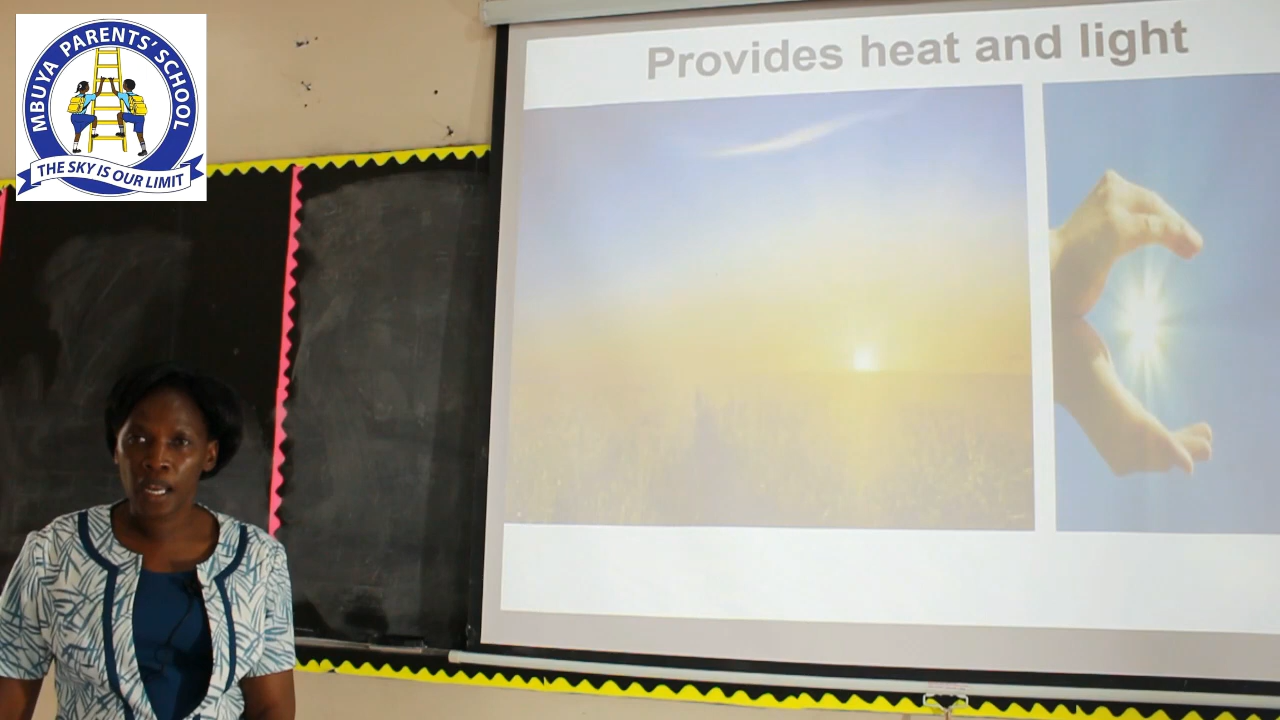 MBUYA PARENTS' SCHOOL
THE SKY IS OUR LIMIT
Provides heat and light